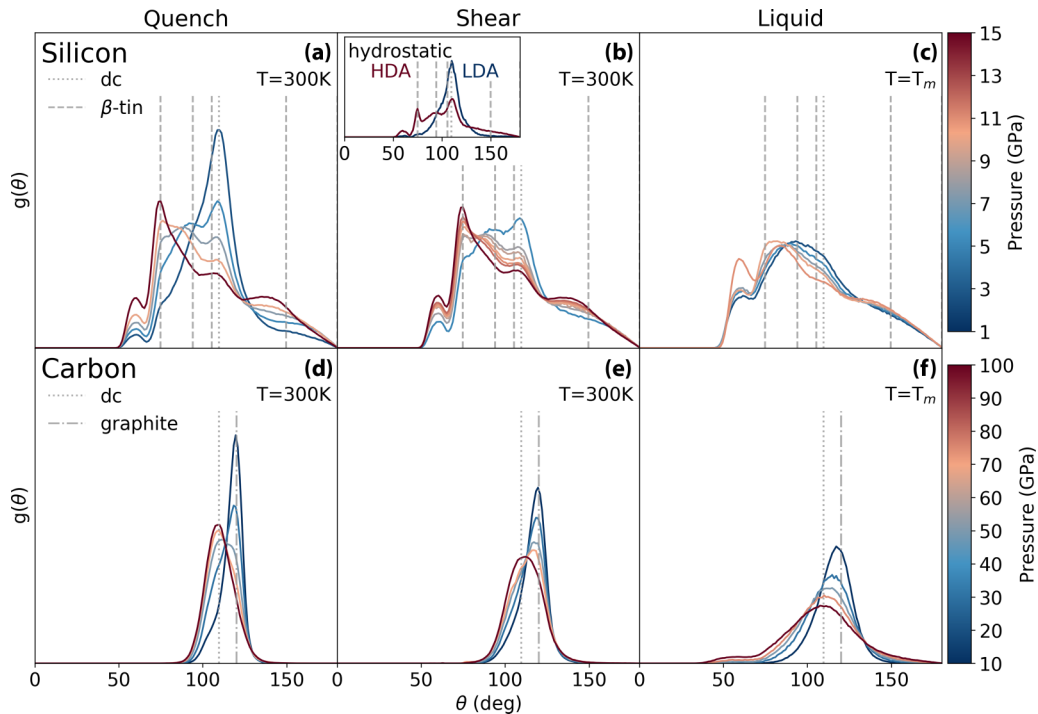 Quench
Shear
Liquid
Silicon
(a)
T=300K
dc
β-tin
g(θ)
hydrostatic
HDA
LDA
0
50
100
150
(b)
T=300K
(c)
T=Tm
15
13
11
9
7
5
3
1
Pressure (GPa)
Carbon
(d)
T=300K
dc
graphite
g(θ)
0
50
100
150
(e)
T=300K
0
50
100
150
θ (deg)
(f)
T=Tm
0
50
100
150
100
90
80
70
60
50
40
30
20
10
Pressure (GPa)